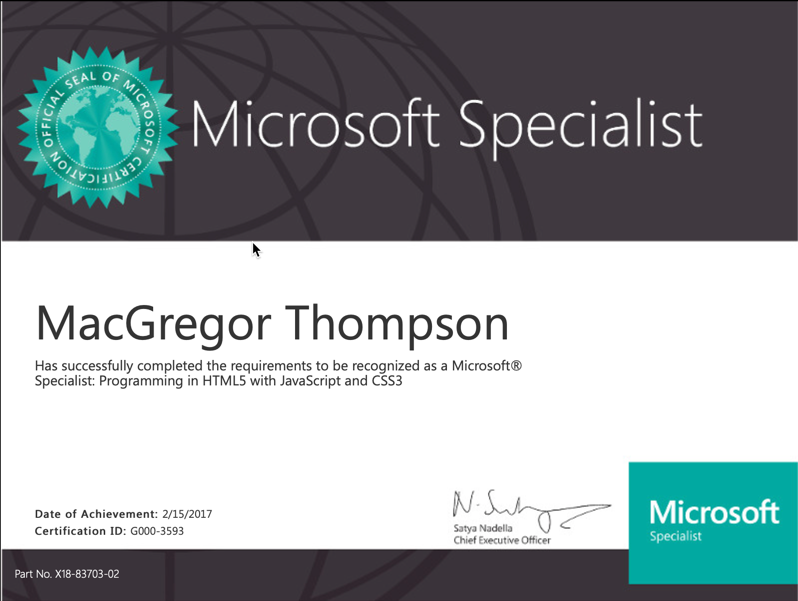 OFFICIAL SEAL OF MICROSOFT CERTIFICATION
Microsoft Specialist
MacGregor Thompson
Has successfully completed the requirements to be recognized as a Microsoft®
Specialist: Programming in HTML5 with JavaScript and CSS3
Date of Achievement: 2/15/2017
Certification ID: G000-3593
Satya Nadella
Chief Executive Officer
Microsoft
Specialist
Part No. X18-83703-02